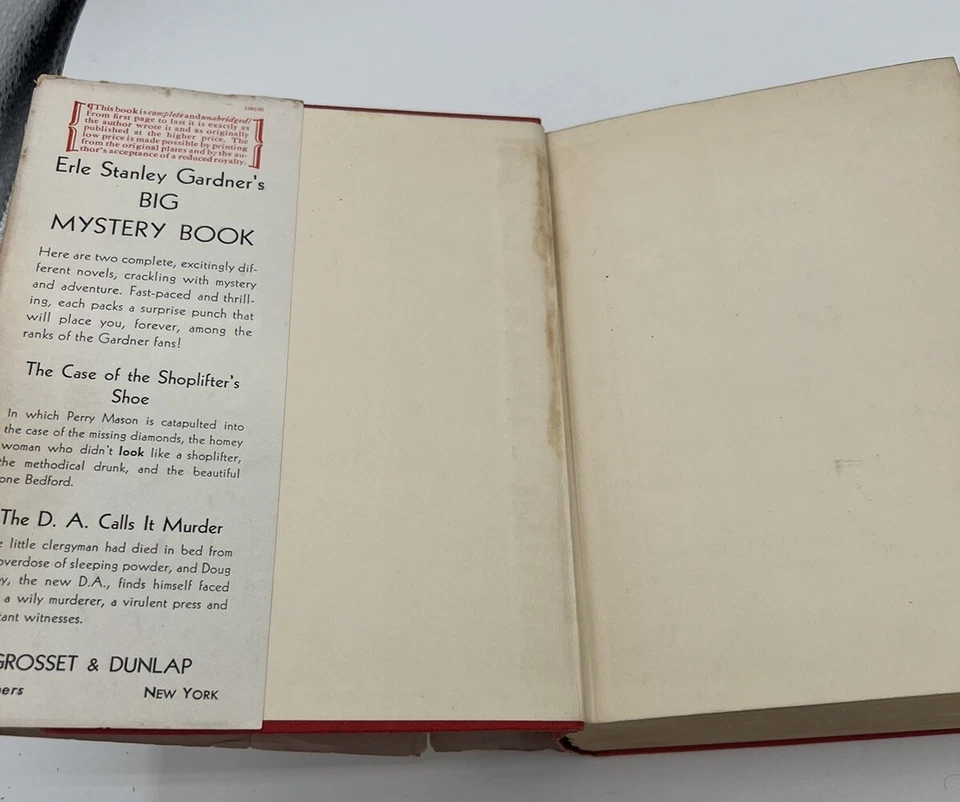 ¶This book is complete and unabridged!
From first page to last it is exactly as
the author wrote it and as originally
published at the higher price. The
low price is made possible by printing
from the original plates and by the au-
thor's acceptance of a reduced royalty.
Erle Stanley Gardner's
BIG
MYSTERY BOOK
Here are two complete, excitingly dif-
ferent novels, crackling with mystery
and adventure. Fast-paced and thrill-
ing, each packs a surprise punch that
will place you, forever, among the
ranks of the Gardner fans!
The Case of the Shoplifter's
Shoe
In which Perry Mason is catapulted into
the case of the missing diamonds, the homey
woman who didn't look like a shoplifter,
the methodical drunk, and the beautiful
one Bedford.
The D. A. Calls It Murder
little clergyman had died in bed from
overdose of sleeping powder, and Doug
y, the new D.A., finds himself faced
a wily murderer, a virulent press and
tant witnesses.
GROSSET & DUNLAP
ers NEW YORK